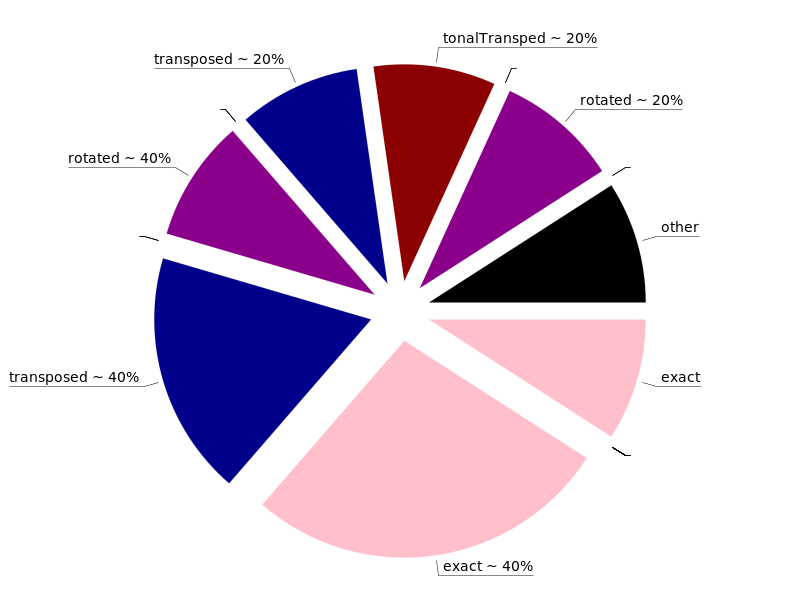 tonalTransped ~ 20%
transposed ~ 20%
rotated ~ 20%
rotated ~ 40%
other
transposed ~ 40%
exact
exact ~ 40%